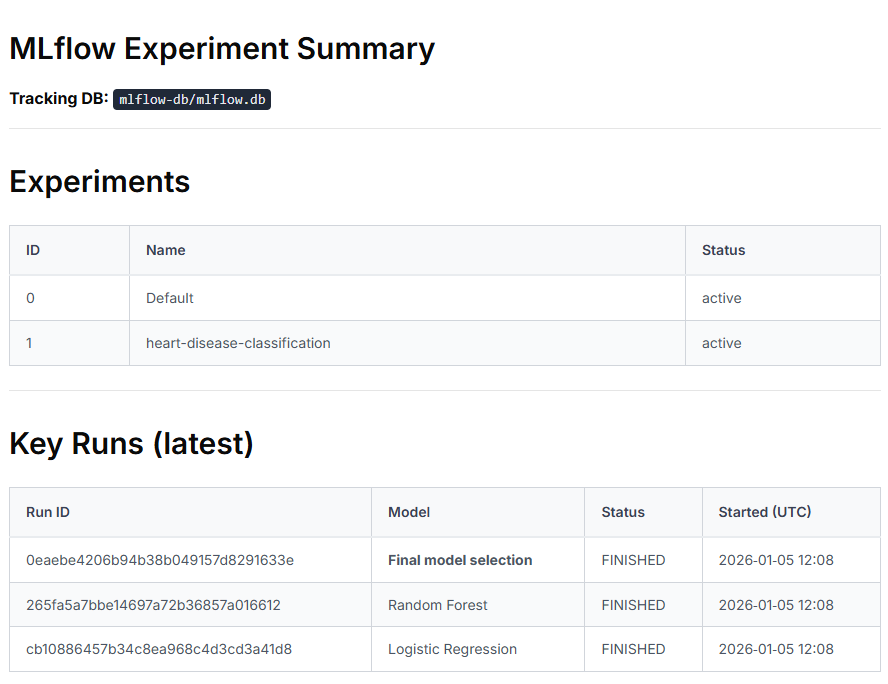 MLflow Experiment Summary
Tracking DB: mlflow-db/mlflow.db
Experiments
ID Name Status
0 Default active
1 heart-disease-classification active
Key Runs (latest)
Run ID Model Status Started (UTC)
0eaebe4206b94b38b049157d8291633e Final model selection FINISHED 2026-01-05 12:08
265fa5a7bbe14697a72b36857a016612 Random Forest FINISHED 2026-01-05 12:08
cb10886457b34c8ea968c4d3cd3a41d8 Logistic Regression FINISHED 2026-01-05 12:08